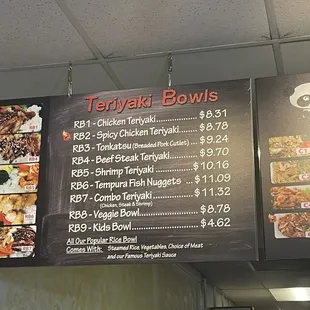 Teriyaki Bowls
RB1 - Chicken Teriyaki................ $8.31
RB2 - Spicy Chicken Teriyaki....... $8.78
RB3 - Tonkatsu (Breaded Pork Cutlets)... $9.24
RB4 - Beef Steak Teriyaki............ $9.70
RB5 - Shrimp Teriyaki................ $10.16
RB6 - Tempura Fish Nuggets ... $11.09
RB7 - Combo Teriyaki............... $11.32
(Chicken, Steak & Shrimp)
RB8 - Veggie Bowl.................... $8.78
RB9 - Kids Bowl........................ $4.62
All Our Popular Rice Bowl
Comes With: Steamed Rice, Vegetables, Choice of Meat
and our Famous Teriyaki Sauce